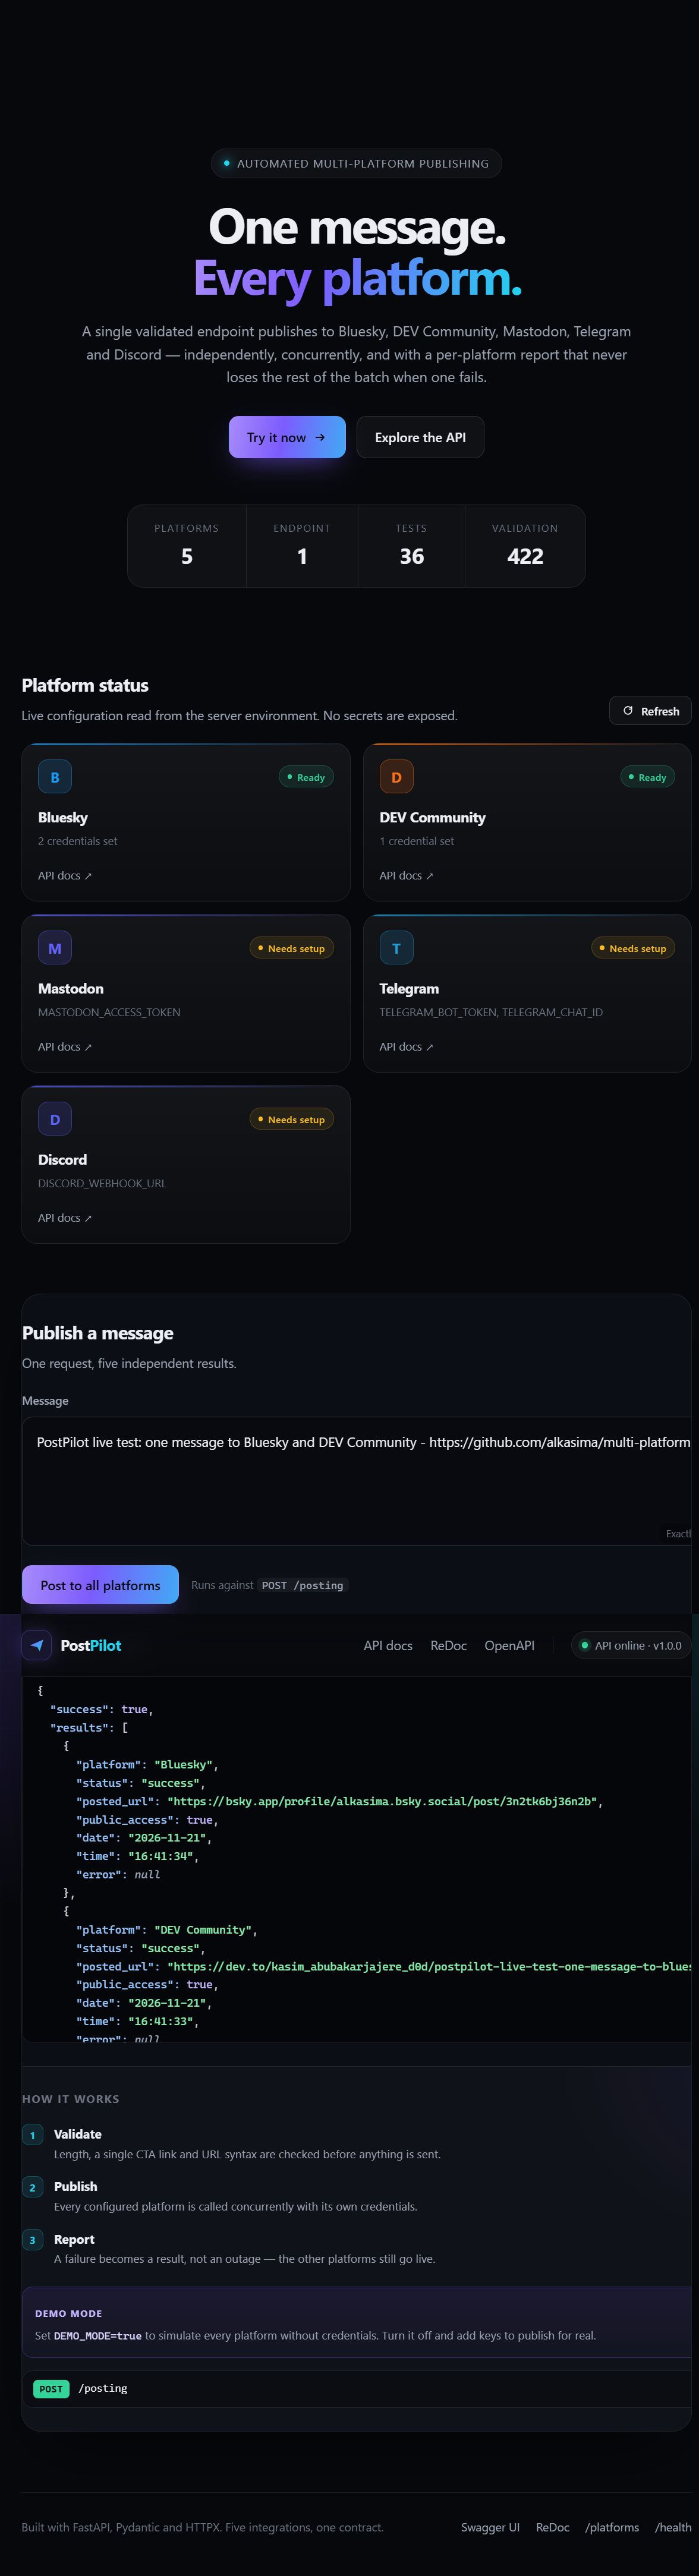 AUTOMATED MULTI-PLATFORM PUBLISHING
One message.
Every platform.
A single validated endpoint publishes to Bluesky, DEV Community, Mastodon, Telegram
and Discord — independently, concurrently, and with a per-platform report that never
loses the rest of the batch when one fails.
Try it now →
Explore the API
PLATFORMS
5
ENDPOINT
1
TESTS
36
VALIDATION
422
Platform status
Live configuration read from the server environment. No secrets are exposed.
Refresh
B
Ready
Bluesky
2 credentials set
API docs ↗
D
Ready
DEV Community
1 credential set
API docs ↗
M
Needs setup
Mastodon
MASTODON_ACCESS_TOKEN
API docs ↗
T
Needs setup
Telegram
TELEGRAM_BOT_TOKEN, TELEGRAM_CHAT_ID
API docs ↗
D
Needs setup
Discord
DISCORD_WEBHOOK_URL
API docs ↗
Publish a message
One request, five independent results.
Message
PostPilot live test: one message to Bluesky and DEV Community - https://github.com/alkasima/multi-platform
Post to all platforms
Runs against POST /posting
PostPilot
API docs
ReDoc
OpenAPI
API online · v1.0.0
{
"success": true,
"results": [
{
"platform": "Bluesky",
"status": "success",
"posted_url": "https://bsky.app/profile/alkasima.bsky.social/post/3n2tk6bj36n2b",
"public_access": true,
"date": "2026-11-21",
"time": "16:41:34",
"error": null
},
{
"platform": "DEV Community",
"status": "success",
"posted_url": "https://dev.to/kasim_abubakarjajere_d0d/postpilot-live-test-one-message-to-blues
"public_access": true,
"date": "2026-11-21",
"time": "16:41:33",
"error": null
HOW IT WORKS
1
Validate
Length, a single CTA link and URL syntax are checked before anything is sent.
2
Publish
Every configured platform is called concurrently with its own credentials.
3
Report
A failure becomes a result, not an outage — the other platforms still go live.
DEMO MODE
Set DEMO_MODE=true to simulate every platform without credentials. Turn it off and add keys to publish for real.
POST /posting
Built with FastAPI, Pydantic and HTTPX. Five integrations, one contract.
Swagger UI
ReDoc
/platforms
/health